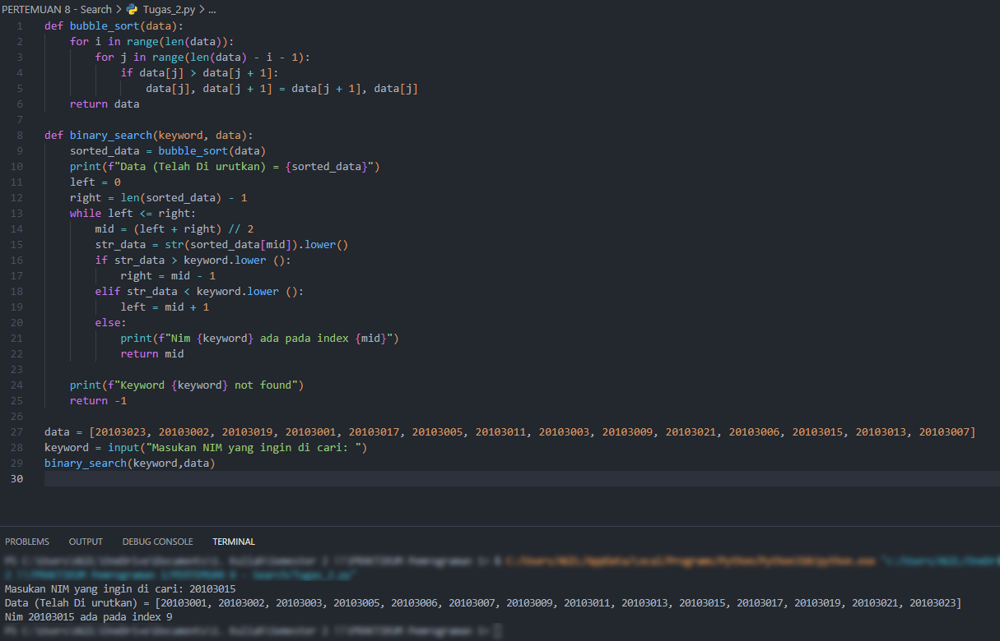 PERTEMUAN 8 - Search > Tugas_2.py > ...
1 def bubble_sort(data):
2     for i in range(len(data)):
3         for j in range(len(data) - i - 1):
4             if data[j] > data[j + 1]:
5                 data[j], data[j + 1] = data[j + 1], data[j]
6     return data
7
8 def binary_search(keyword, data):
9     sorted_data = bubble_sort(data)
10     print(f"Data (Telah Di urutkan) = {sorted_data}")
11     left = 0
12     right = len(sorted_data) - 1
13     while left <= right:
14         mid = (left + right) // 2
15         str_data = str(sorted_data[mid]).lower()
16         if str_data > keyword.lower ():
17             right = mid - 1
18         elif str_data < keyword.lower ():
19             left = mid + 1
20         else:
21             print(f"Nim {keyword} ada pada index {mid}")
22             return mid
23
24     print(f"Keyword {keyword} not found")
25     return -1
26
27 data = [20103023, 20103002, 20103019, 20103001, 20103017, 20103005, 20103011, 20103003, 20103009, 20103021, 20103006, 20103015, 20103013, 20103007]
28 keyword = input("Masukan NIM yang ingin di cari: ")
29 binary_search(keyword,data)
30
PROBLEMS OUTPUT DEBUG CONSOLE TERMINAL
Masukan NIM yang ingin di cari: 20103015
Data (Telah Di urutkan) = [20103001, 20103002, 20103003, 20103005, 20103006, 20103007, 20103009, 20103011, 20103013, 20103015, 20103017, 20103019, 20103021, 20103023]
Nim 20103015 ada pada index 9